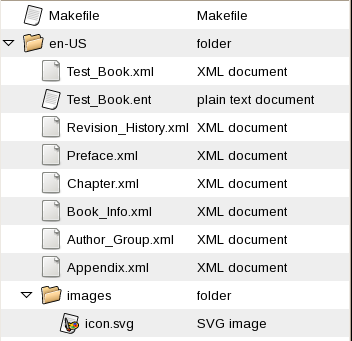 Makefile Makefile
en-US folder
Test_Book.xml XML document
Test_Book.ent plain text document
Revision_History.xml XML document
Preface.xml XML document
Chapter.xml XML document
Book_Info.xml XML document
Author_Group.xml XML document
Appendix.xml XML document
images folder
icon.svg SVG image